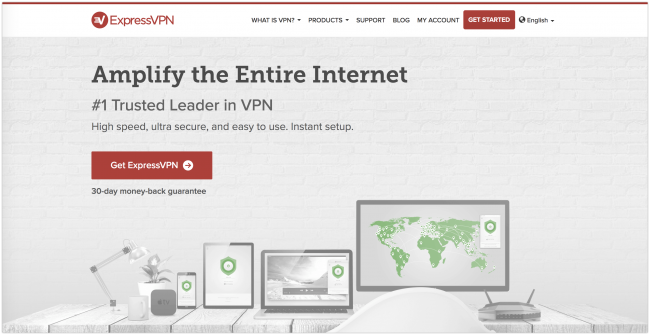 ExpressVPN
WHAT IS VPN? PRODUCTS SUPPORT BLOG MY ACCOUNT GET STARTED English
Amplify the Entire Internet
#1 Trusted Leader in VPN
High speed, ultra secure, and easy to use. Instant setup.
Get ExpressVPN
30-day money-back guarantee